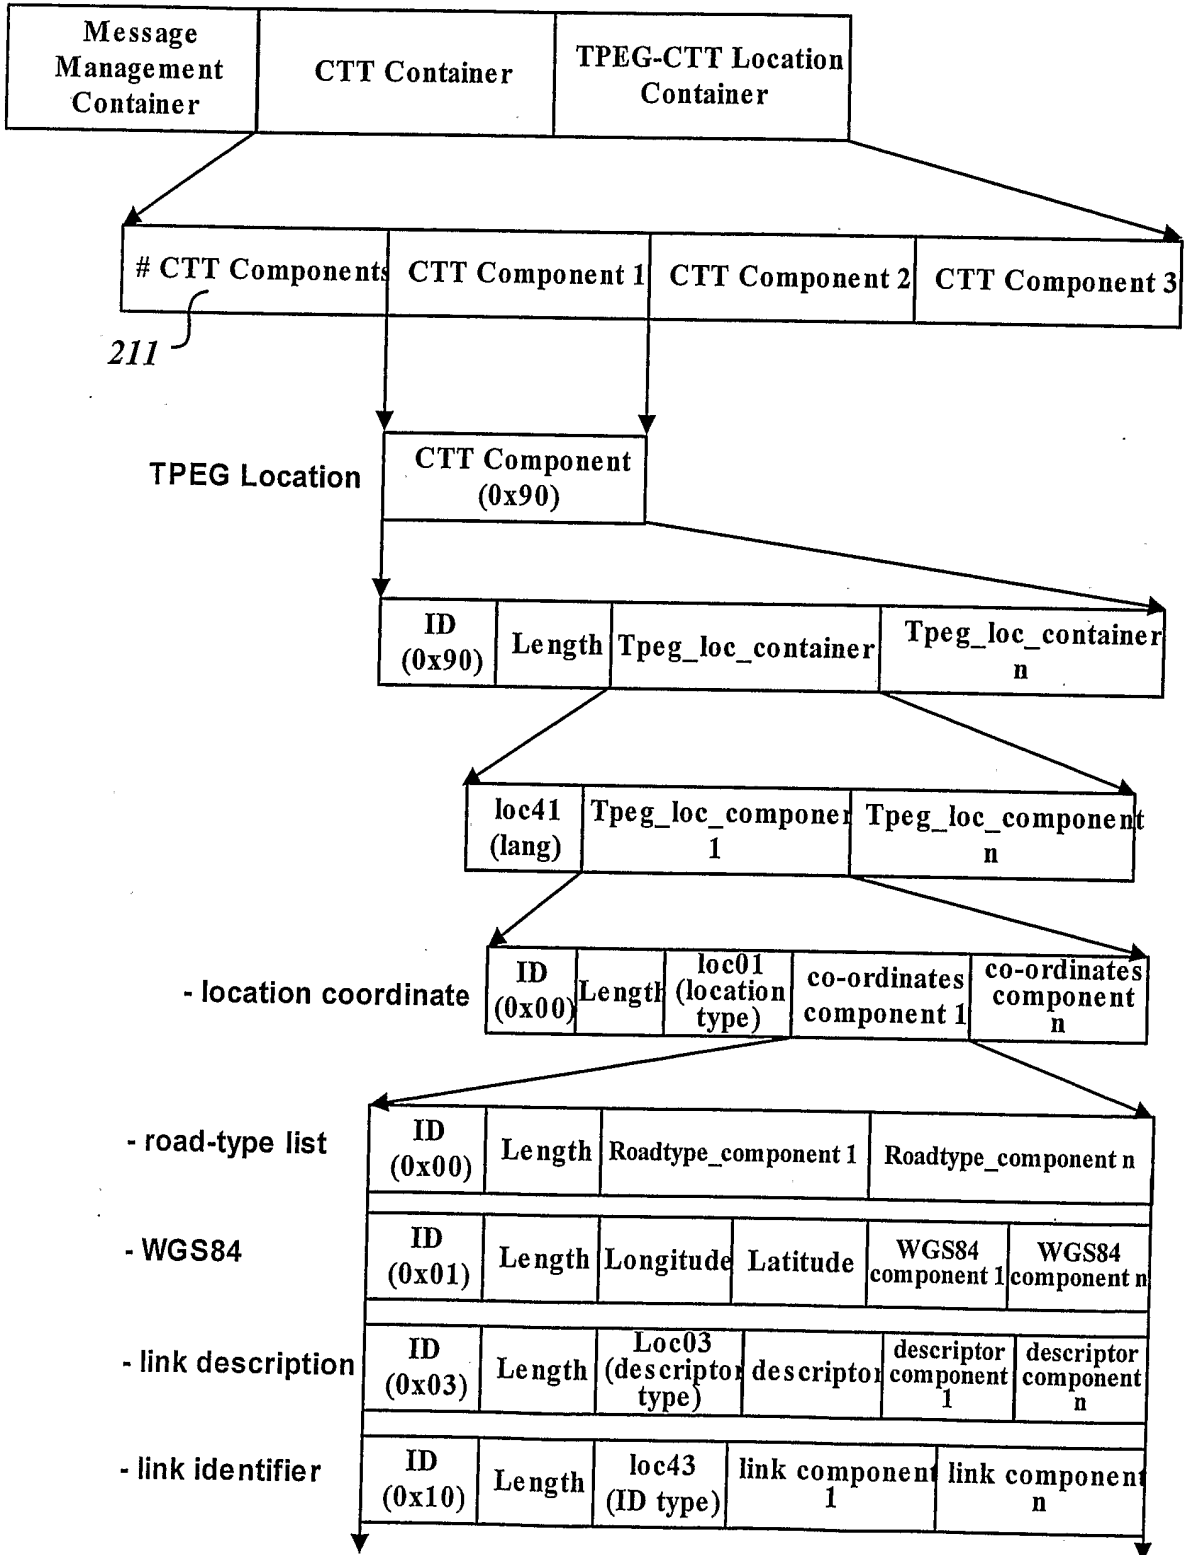 Message
Management
Container
CTT Container
TPEG-CTT Location
Container
# CTT Components
CTT Component 1
CTT Component 2
CTT Component 3
211
TPEG Location
CTT Component
(0x90)
ID
(0x90)
Length
Tpeg_loc_container
Tpeg_loc_container
n
loc41
(lang)
Tpeg_loc_componer
1
Tpeg_loc_component
n
- location coordinate
ID
(0x00)
Length
loc01
(location
type)
co-ordinates
component 1
co-ordinates
component
n
- road-type list
ID
(0x00)
Length
Roadtype_component 1
Roadtype_component n
- WGS84
ID
(0x01)
Length
Longitude
Latitude
WGS84
component 1
WGS84
component n
- link description
ID
(0x03)
Length
Loc03
(descriptor
type)
descriptor
descriptor
component
1
descriptor
component
n
- link identifier
ID
(0x10)
Length
loc43
(ID type)
link component
1
link component
n